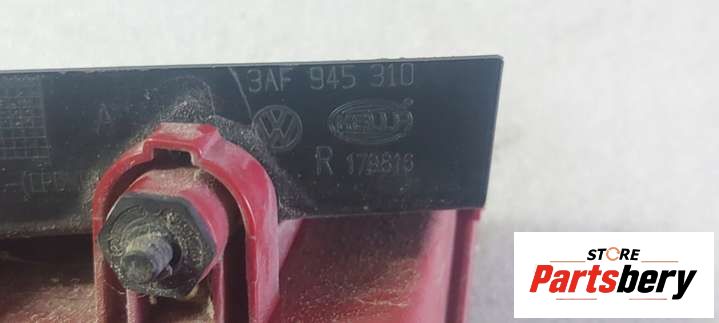 3AF 945 310
A
HELLA
R 179816
STORE
Partsbery